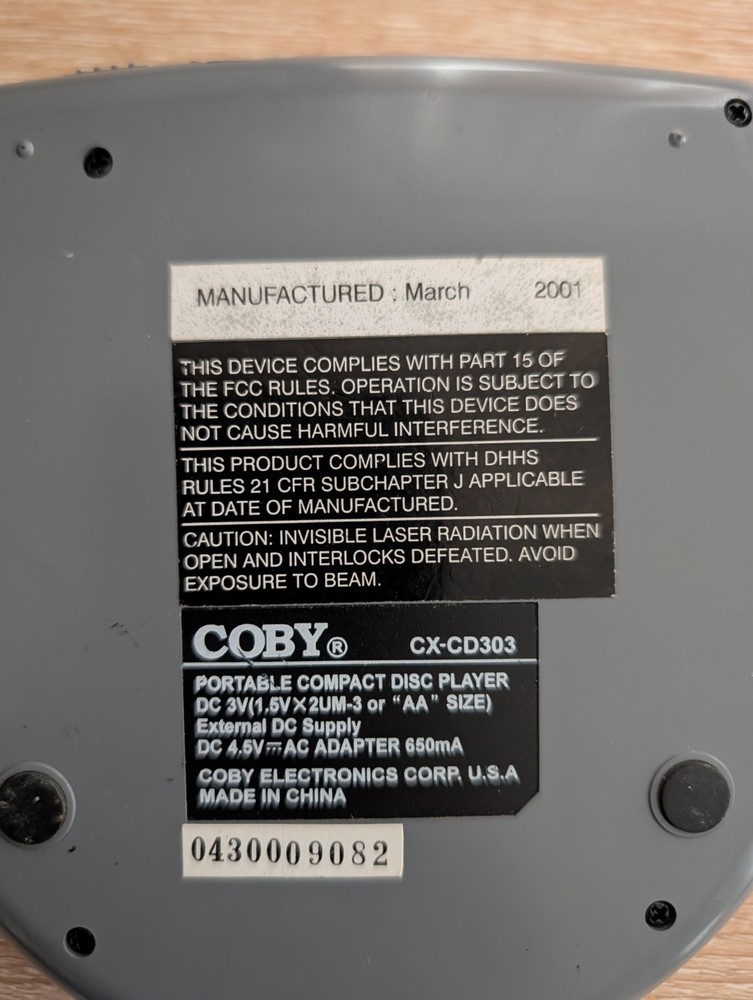 MANUFACTURED : March 2001
THIS DEVICE COMPLIES WITH PART 15 OF
THE FCC RULES. OPERATION IS SUBJECT TO
THE CONDITIONS THAT THIS DEVICE DOES
NOT CAUSE HARMFUL INTERFERENCE.
THIS PRODUCT COMPLIES WITH DHHS
RULES 21 CFR SUBCHAPTER J APPLICABLE
AT DATE OF MANUFACTURED.
CAUTION: INVISIBLE LASER RADIATION WHEN
OPEN AND INTERLOCKS DEFEATED. AVOID
EXPOSURE TO BEAM.
COBY® CX-CD303
PORTABLE COMPACT DISC PLAYER
DC 3V(1.5V×2UM-3 or “AA” SIZE)
External DC Supply
DC 4.5V⎓AC ADAPTER 650mA
COBY ELECTRONICS CORP. U.S.A
MADE IN CHINA
0430009082